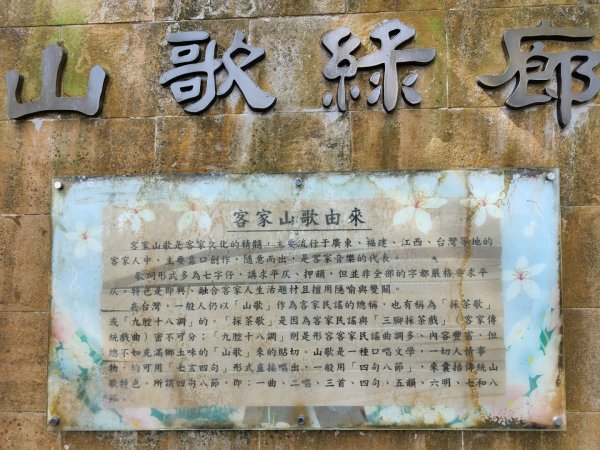 山歌綠廊
客家山歌由來
客家山歌是客家文化的精髓，主要流行于廣東、福建、江西、台灣等地的
客家人中，主要靠口創作，隨意而出，是客家音樂的代表。
歌詞形式多為七字仔，講求平仄、押韻，但並非全部的字都嚴格要求平
仄。特色是即興、融合客家人生活題材且擅用隱喻與雙關。
在台灣，一般人仍以「山歌」作為客家民謠的總稱，也有稱為「採茶歌」
或「九腔十八調」的。「採茶歌」是因為客家民謠與「三腳採茶戲」（客家傳
統戲曲）密不可分；「九腔十八調」則是形容客家民謠曲調多、內容豐富，但
總不如充滿鄉土味的「山歌」來的貼切。山歌是一種口唱文學，一切人情事
物，均可用「七言四句」形式直接唱出，一般用「四句八節」，來囊括傳統山
歌特色。所謂四句八節，即：一曲、二唱、三首、四句、五韻、六明、七和八